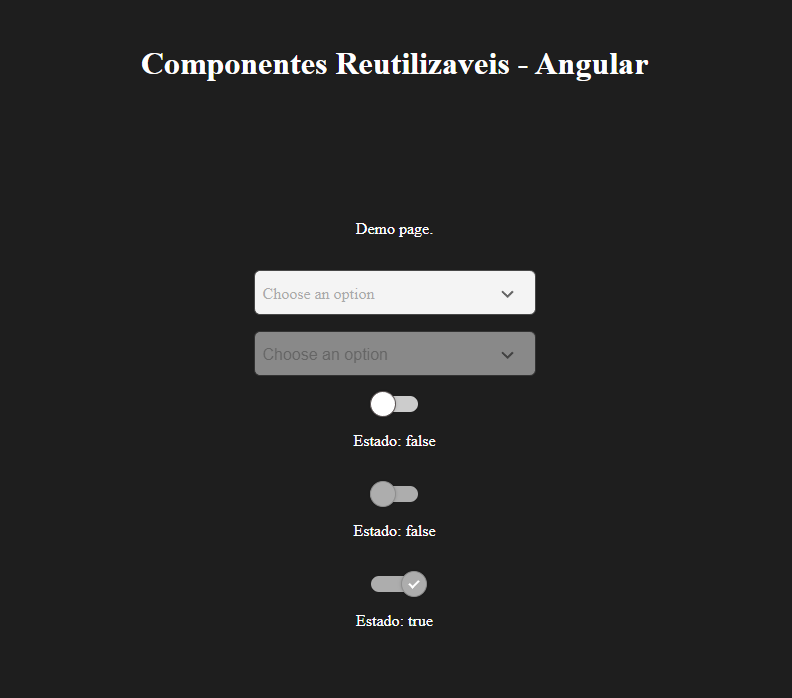 Componentes Reutilizaveis - Angular
Demo page.
Choose an option
Choose an option
Estado: false
Estado: false
Estado: true